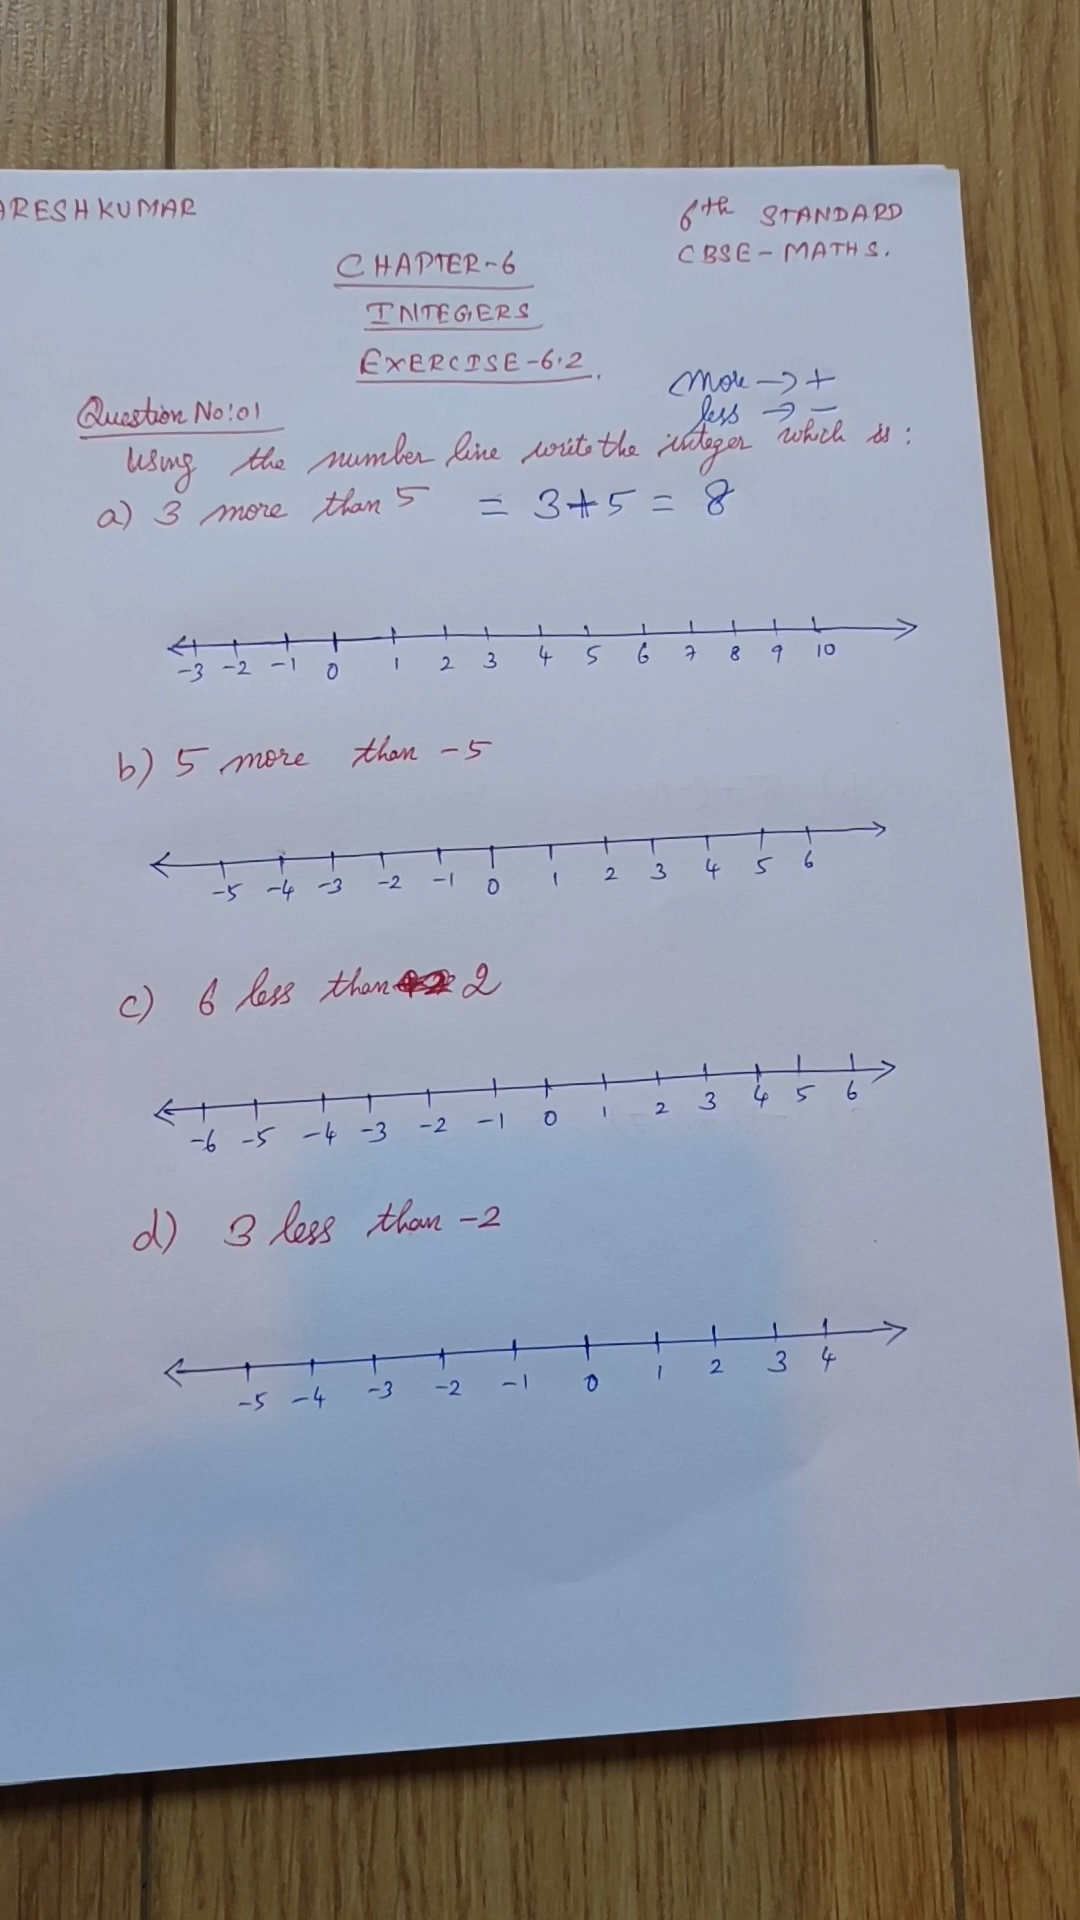 ARESHKUMAR
6th STANDARD
CBSE-MATHS.
CHAPTER-6
INTEGERS
EXERCISE-6.2.
more → +
less → -
Question No:01
Using the number line write the integer which is :
a) 3 more than 5 = 3+5 = 8
-3 -2 -1 0 1 2 3 4 5 6 7 8 9 10
b) 5 more than -5
-5 -4 -3 -2 -1 0 1 2 3 4 5 6
c) 6 less than 2
-6 -5 -4 -3 -2 -1 0 1 2 3 4 5 6
d) 3 less than -2
-5 -4 -3 -2 -1 0 1 2 3 4